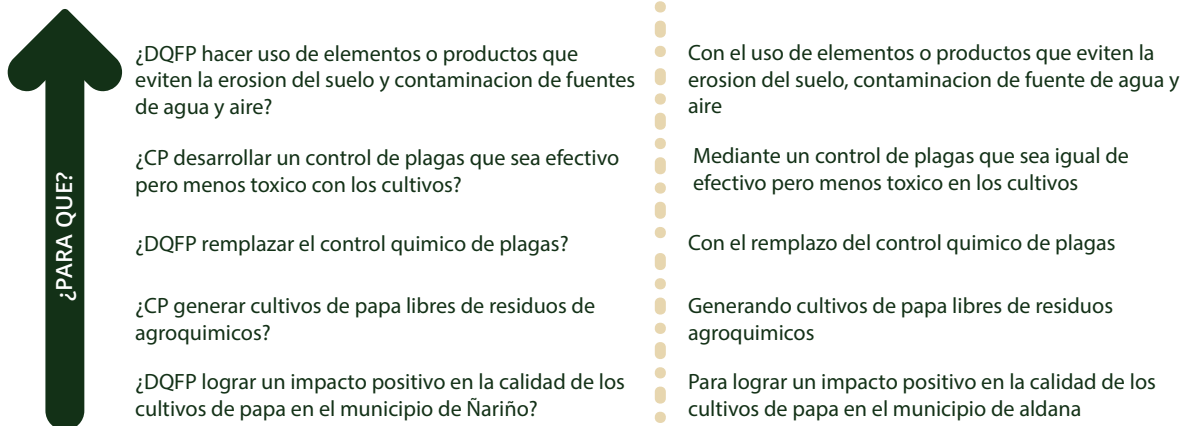 ¿PARA QUE?
¿DQFP hacer uso de elementos o productos que
eviten la erosion del suelo y contaminacion de fuentes
de agua y aire?
¿CP desarrollar un control de plagas que sea efectivo
pero menos toxico con los cultivos?
¿DQFP remplazar el control quimico de plagas?
¿CP generar cultivos de papa libres de residuos de
agroquimicos?
¿DQFP lograr un impacto positivo en la calidad de los
cultivos de papa en el municipio de Ñariño?
Con el uso de elementos o productos que eviten la
erosion del suelo, contaminacion de fuente de agua y
aire
Mediante un control de plagas que sea igual de
efectivo pero menos toxico en los cultivos
Con el remplazo del control quimico de plagas
Generando cultivos de papa libres de residuos
agroquimicos
Para lograr un impacto positivo en la calidad de los
cultivos de papa en el municipio de aldana